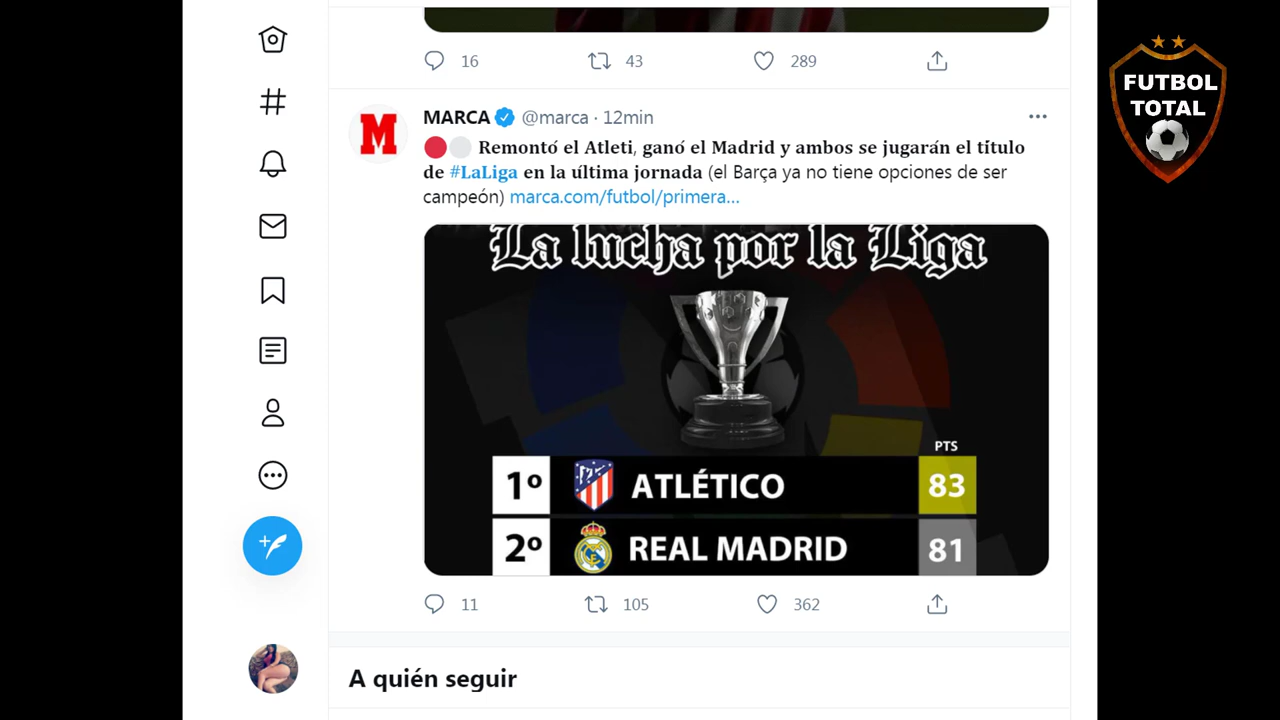 16 43 289
FUTBOL
TOTAL
MARCA @marca · 12min
Remontó el Atleti, ganó el Madrid y ambos se jugarán el título
de #LaLiga en la última jornada (el Barça ya no tiene opciones de ser
campeón) marca.com/futbol/primera...
La lucha por la Liga
PTS
1º ATLÉTICO 83
2º REAL MADRID 81
11 105 362
A quién seguir